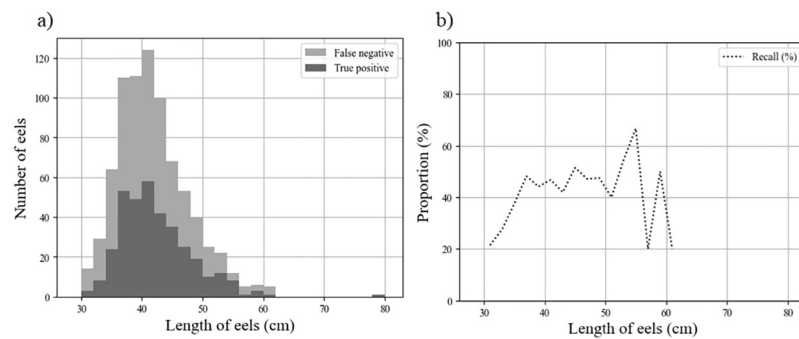 a)
False negative
True positive
120
100
80
60
40
20
0
Number of eels
30 40 50 60 70 80
Length of eels (cm)
b)
Recall (%)
100
80
60
40
20
0
Proportion (%)
30 40 50 60 70 80
Length of eels (cm)